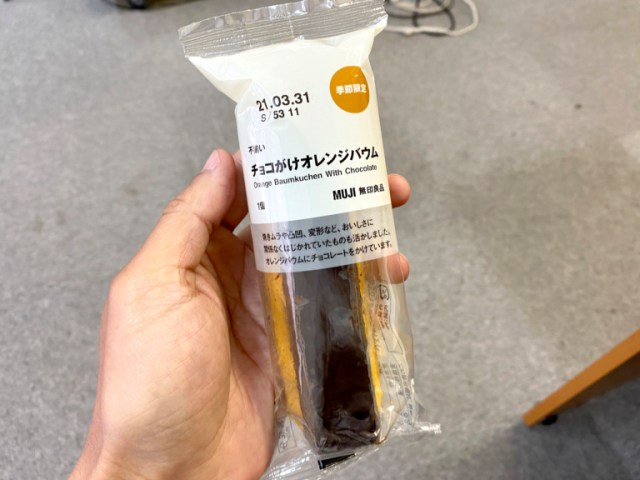 21.03.31
S/53 11
季節限定
不揃い
チョコがけオレンジバウム
Orange Baumkuchen With Chocolate
1個
MUJI 無印良品
焼きムラや凸凹、変形など、おいしさに
関係なくはじかれていたものも活かしました。
オレンジバウムにチョコレートをかけています。